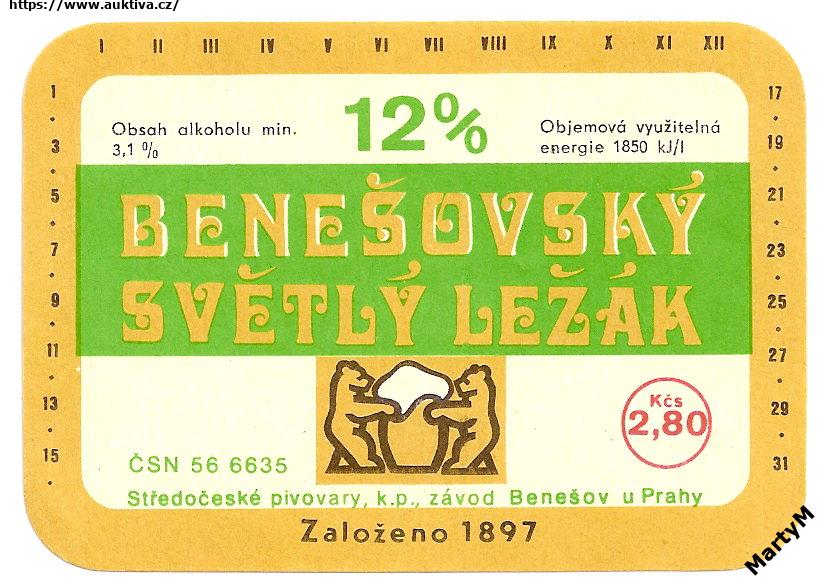 https://www.auktiva.cz/
I II III IV V VI VII VIII IX X XI XII
1 17
3 19
5 21
7 23
9 25
11 27
13 29
15 31
12%
Obsah alkoholu min.
3,1 %
Objemová využitelná
energie 1850 kJ/l
BENEŠOVSKÝ
SVĚTLÝ LEŽÁK
Kčs
2,80
ČSN 56 6635
Středočeské pivovary, k.p., závod Benešov u Prahy
Založeno 1897
MartyM